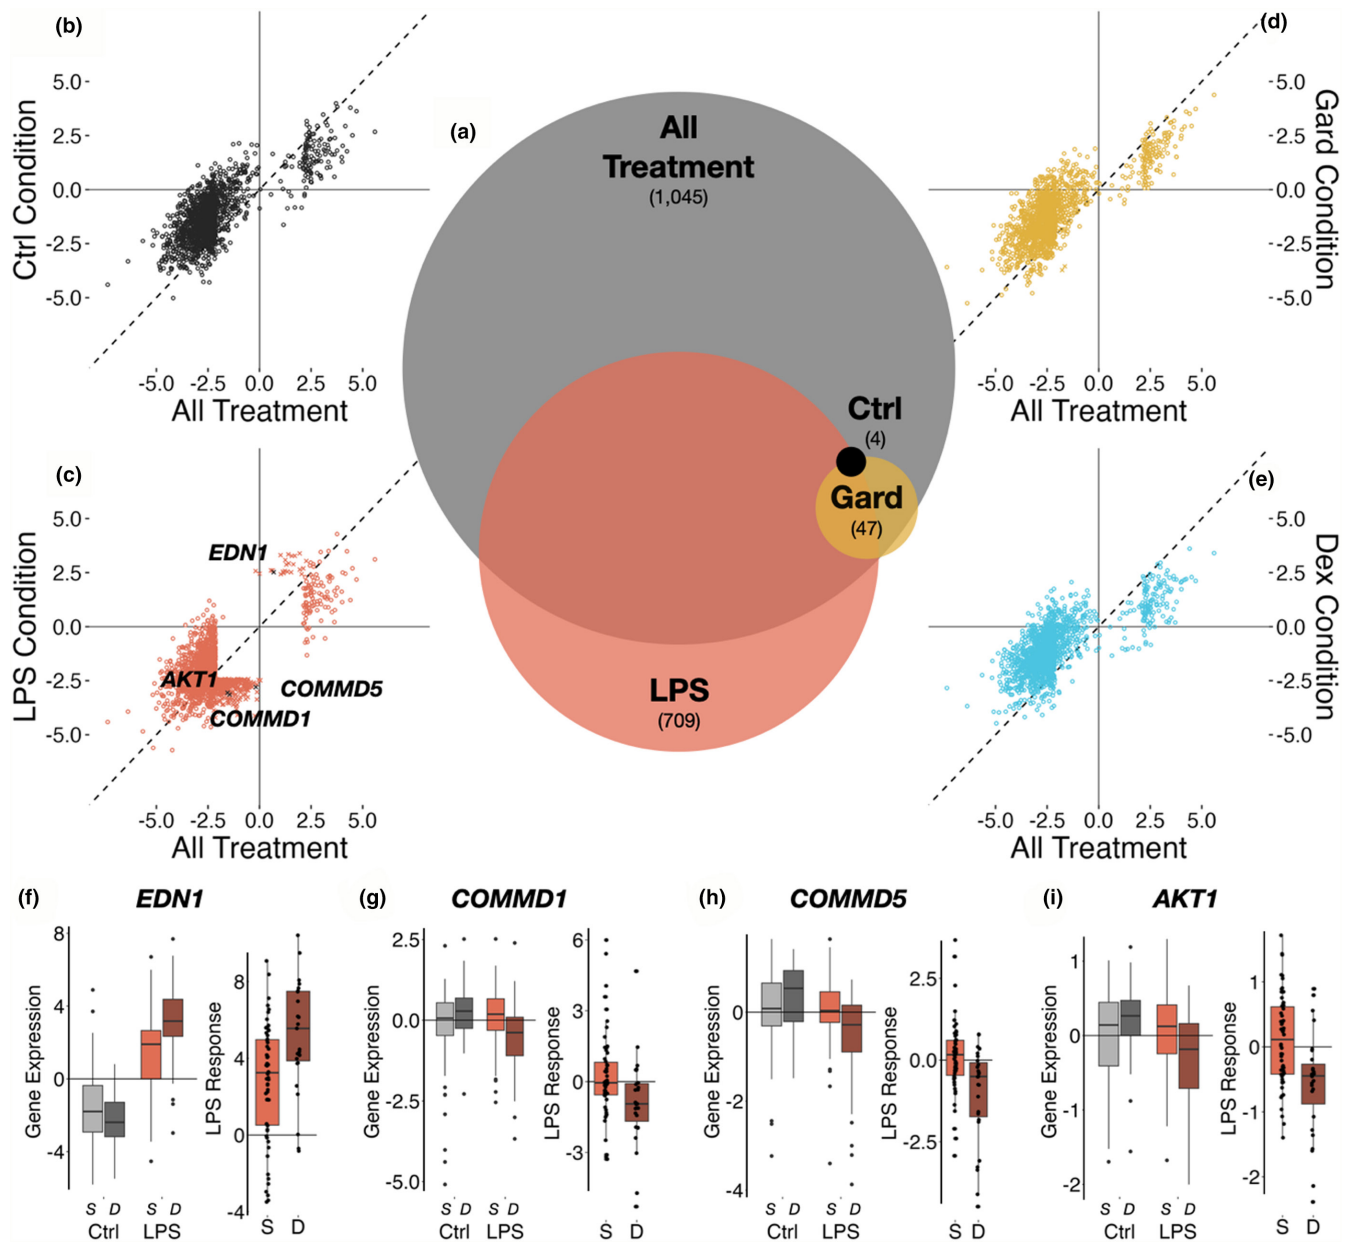 (b)
5.0
2.5
0.0
-2.5
-5.0
Ctrl Condition
-5.0 -2.5 0.0 2.5 5.0
All Treatment
(a)
All
Treatment
(1,045)
Ctrl
(4)
Gard
(47)
LPS
(709)
(d)
-5.0
-2.5
-0.0
--2.5
--5.0
Gard Condition
-5.0 -2.5 0.0 2.5 5.0
All Treatment
(c)
5.0
2.5
0.0
-2.5
-5.0
LPS Condition
EDN1
AKT1
COMMD5
COMMD1
-5.0 -2.5 0.0 2.5 5.0
All Treatment
(e)
-5.0
-2.5
-0.0
--2.5
--5.0
Dex Condition
-5.0 -2.5 0.0 2.5 5.0
All Treatment
(f)
EDN1
Gene Expression
8
4
0
-4
S D S D
Ctrl LPS
LPS Response
8
4
0
-4
S D
(g)
COMMD1
Gene Expression
2.5
0.0
-2.5
-5.0
S D S D
Ctrl LPS
LPS Response
6
3
0
-3
S D
(h)
COMMD5
Gene Expression
0
-2
-4
S D S D
Ctrl LPS
LPS Response
2.5
0.0
-2.5
S D
(i)
AKT1
Gene Expression
1
0
-1
-2
S D S D
Ctrl LPS
LPS Response
1
0
-1
-2
S D